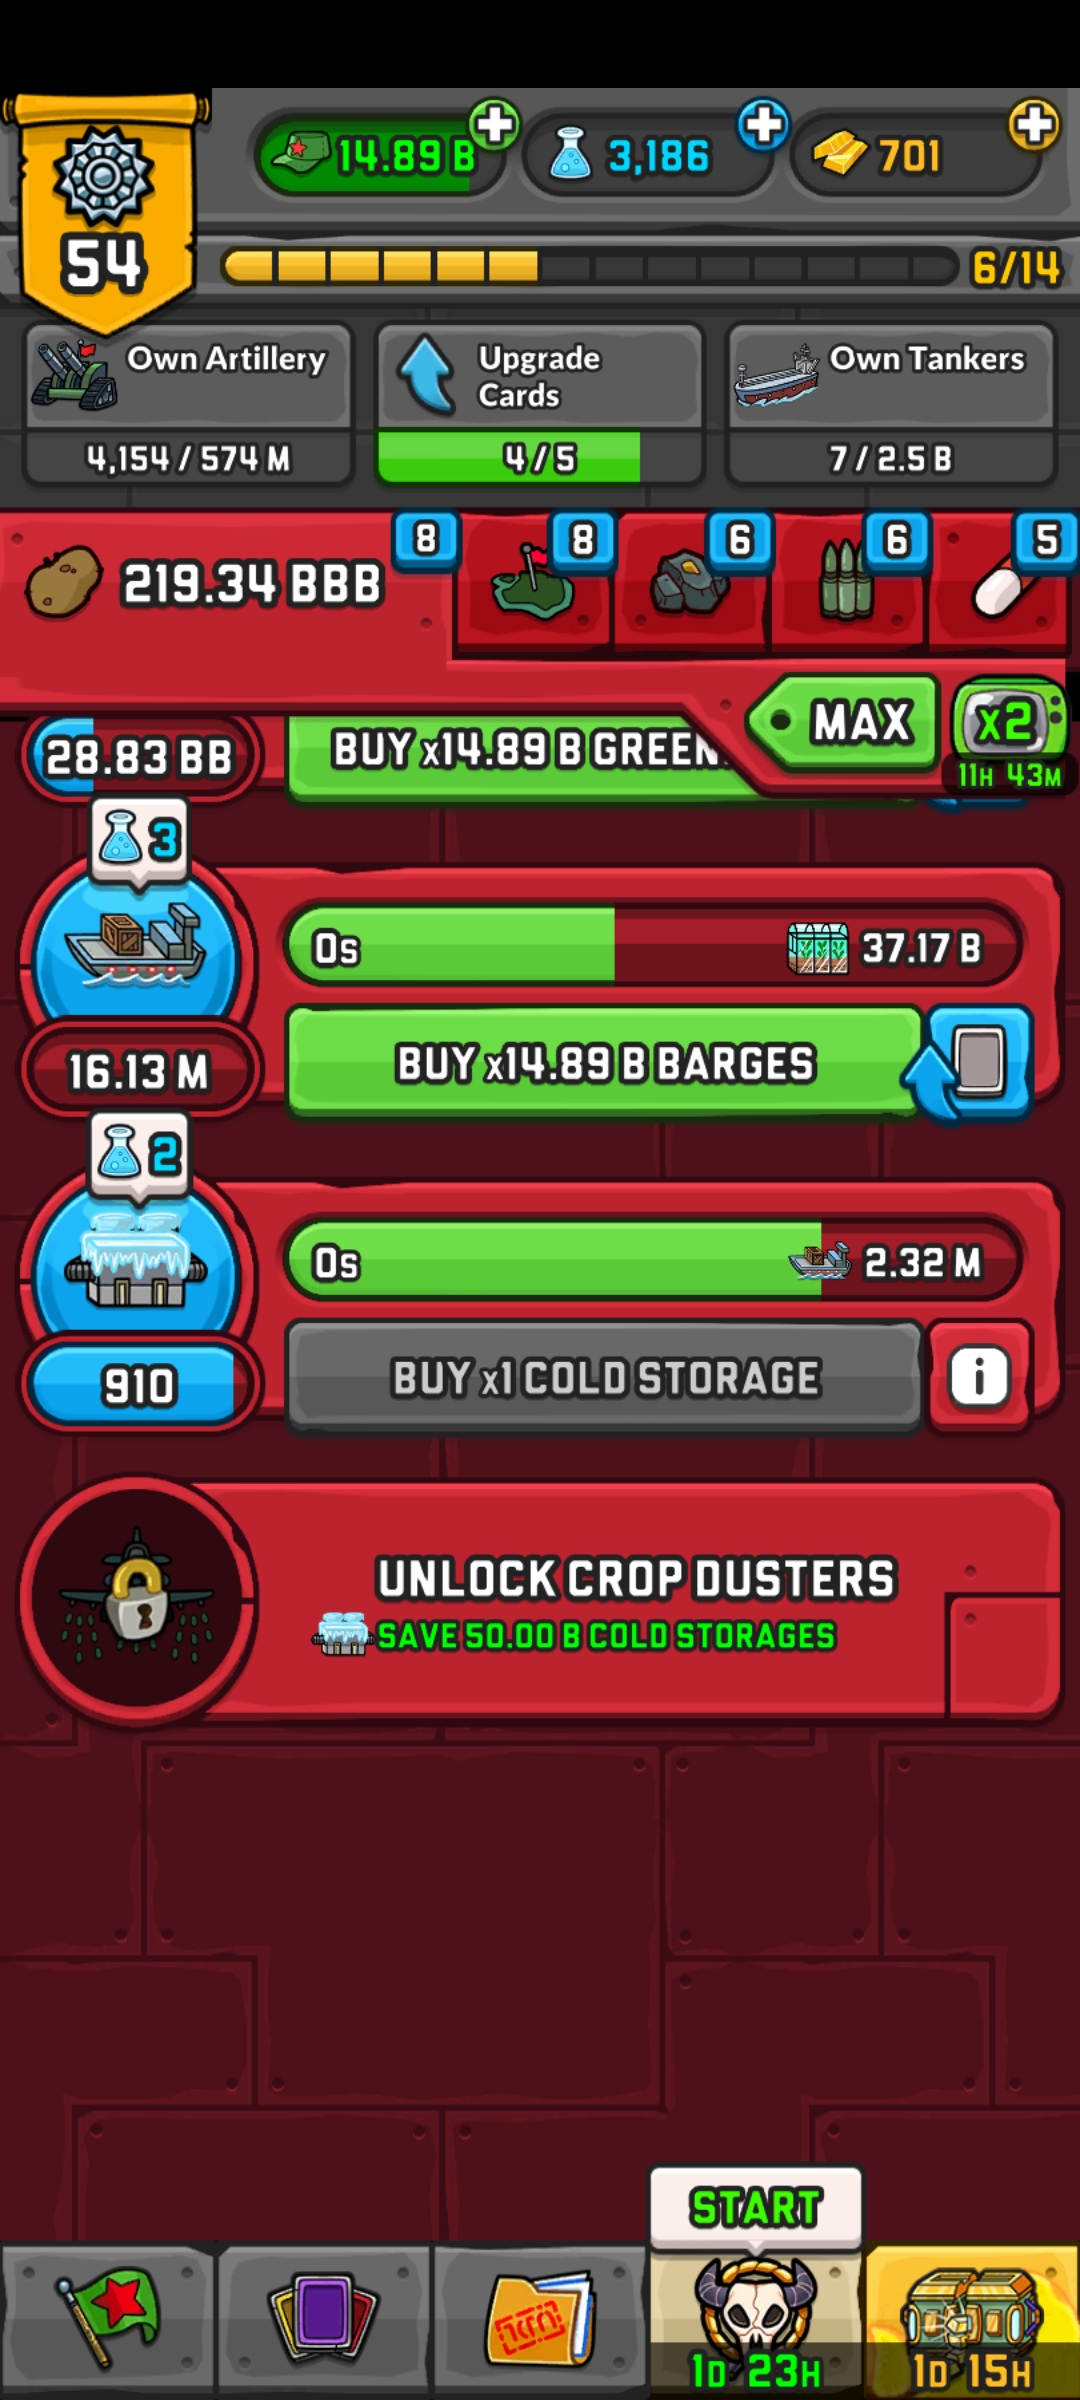 54
14.89 B
3,186
701
6/14
Own Artillery
4,154 / 574 M
Upgrade
Cards
4 / 5
Own Tankers
7 / 2.5 B
219.34 BBB
8
8
6
6
5
MAX
x2
11H 43M
28.83 BB
BUY x14.89 B GREEN
3
0s
37.17 B
16.13 M
BUY x14.89 B BARGES
2
0s
2.32 M
910
BUY x1 COLD STORAGE
i
UNLOCK CROP DUSTERS
SAVE 50.00 B COLD STORAGES
START
1D 23H
1D 15H